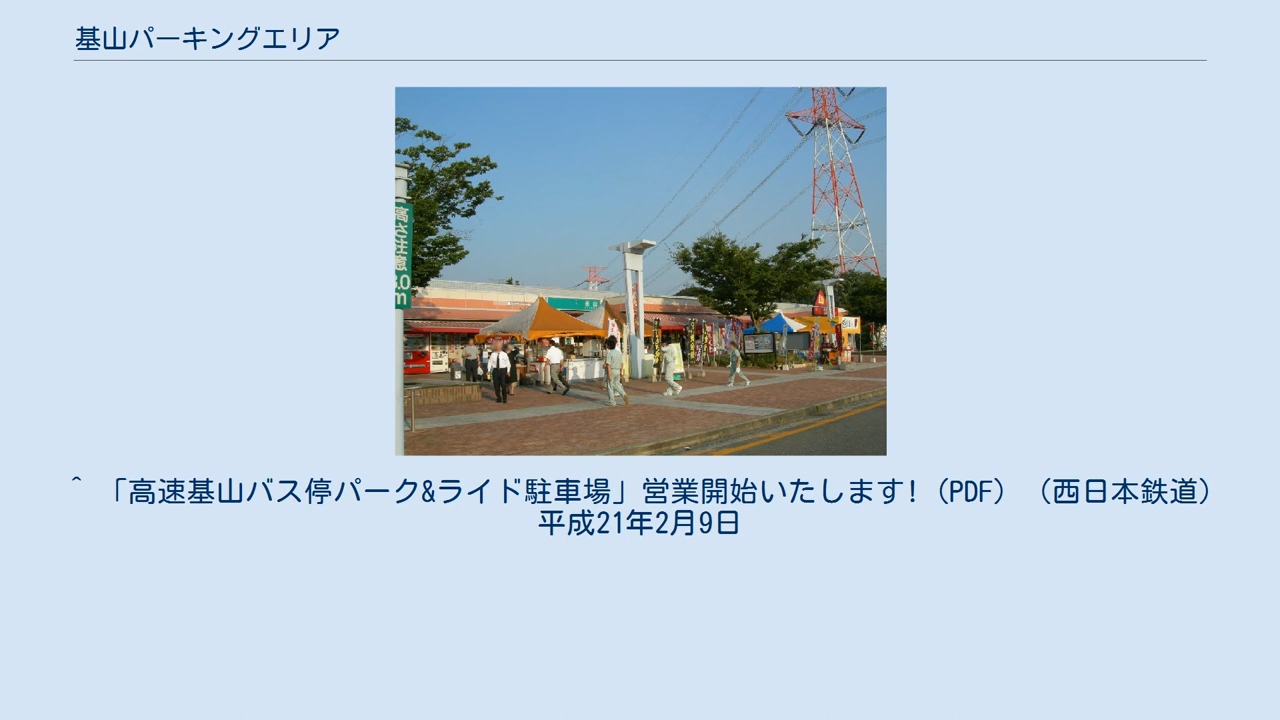 基山パーキングエリア
^ 「高速基山バス停パーク&ライド駐車場」営業開始いたします!（PDF）（西日本鉄道）
平成21年2月9日